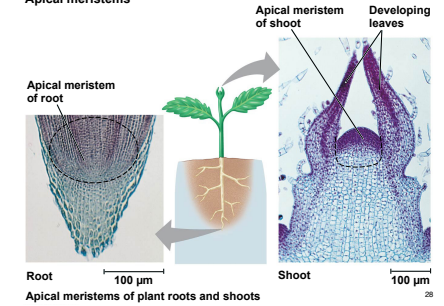 Apical meristems
Apical meristem
of shoot
Developing
leaves
Apical meristem
of root
Root
100 µm
Shoot
100 µm
Apical meristems of plant roots and shoots
28